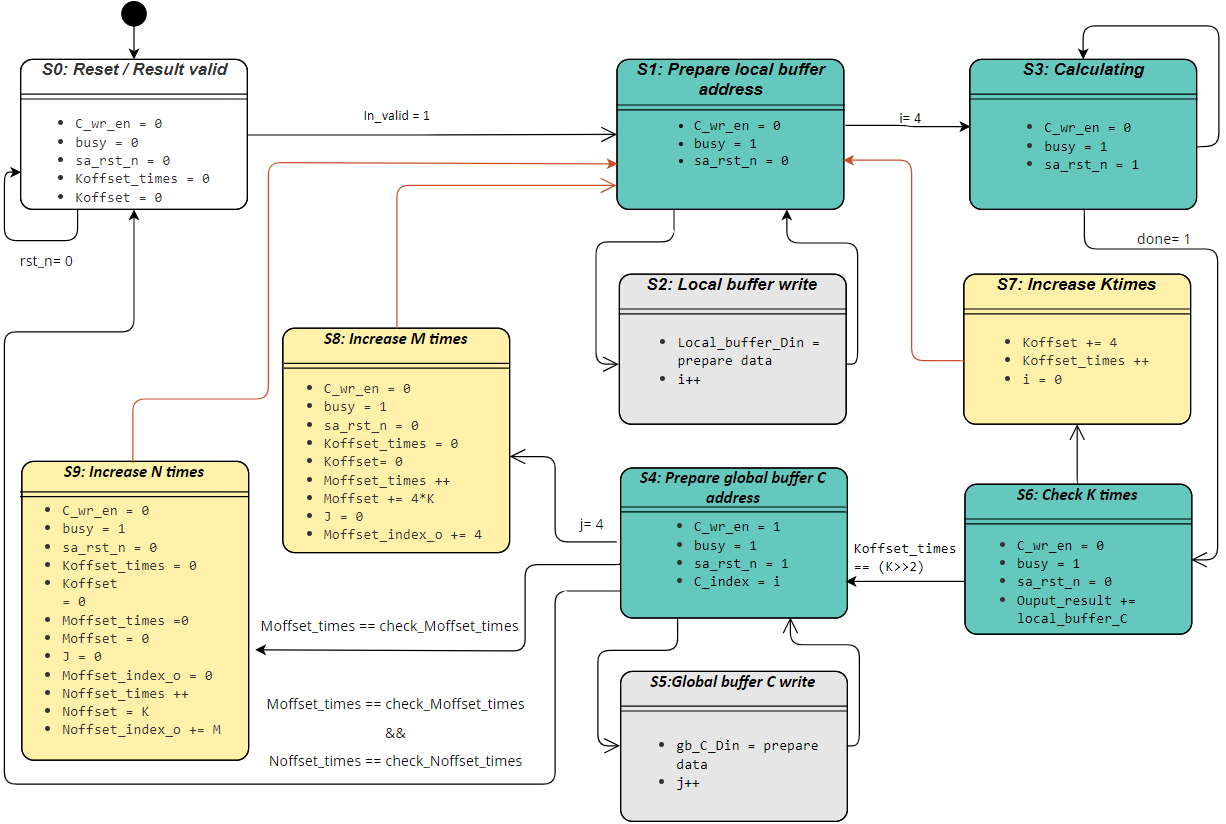 S0: Reset / Result valid
C_wr_en = 0
busy = 0
sa_rst_n = 0
Koffset_times = 0
Koffset = 0
rst_n= 0
In_valid = 1
S1: Prepare local buffer
address
C_wr_en = 0
busy = 1
sa_rst_n = 0
i= 4
S3: Calculating
C_wr_en = 0
busy = 1
sa_rst_n = 1
done= 1
S2: Local buffer write
Local_buffer_Din =
prepare data
i++
S7: Increase Ktimes
Koffset += 4
Koffset_times ++
i = 0
S8: Increase M times
C_wr_en = 0
busy = 1
sa_rst_n = 0
Koffset_times = 0
Koffset= 0
Moffset_times ++
Moffset += 4*K
J = 0
Moffset_index_o += 4
S9: Increase N times
C_wr_en = 0
busy = 1
sa_rst_n = 0
Koffset_times = 0
Koffset
= 0
Moffset_times =0
Moffset = 0
J = 0
Moffset_index_o = 0
Noffset_times ++
Noffset = K
Noffset_index_o += M
j= 4
S4: Prepare global buffer C
address
C_wr_en = 1
busy = 1
sa_rst_n = 1
C_index = i
Koffset_times
== (K>>2)
S6: Check K times
C_wr_en = 0
busy = 1
sa_rst_n = 0
Ouput_result +=
local_buffer_C
Moffset_times == check_Moffset_times
Moffset_times == check_Moffset_times
&&
Noffset_times == check_Noffset_times
S5:Global buffer C write
gb_C_Din = prepare
data
j++